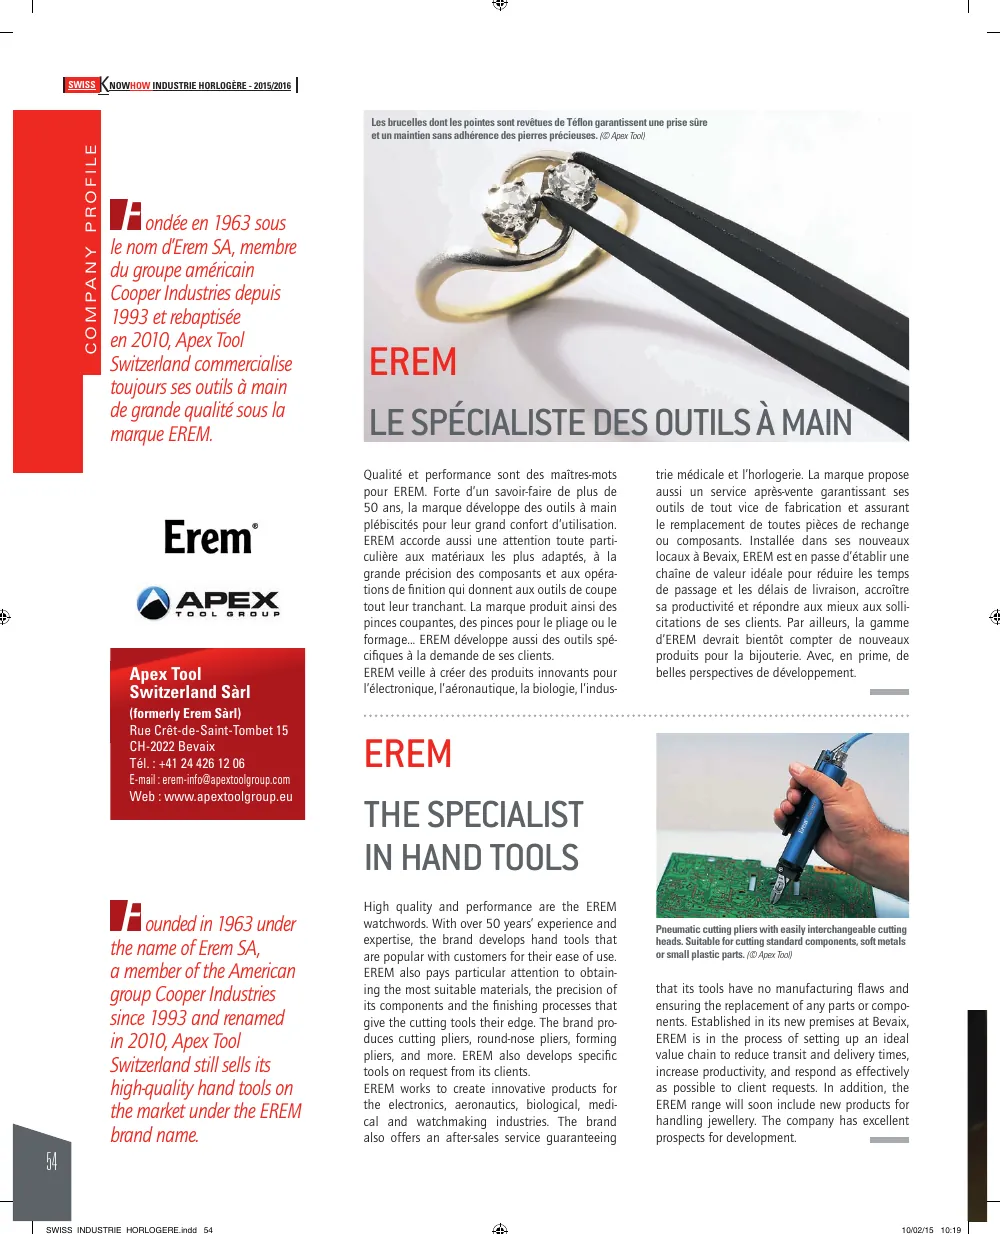 SWISS KNOWHOW INDUSTRIE HORLOGÈRE - 2015/2016
COMPANY PROFILE
Fondée en 1963 sous
le nom d'Erem SA, membre
du groupe américain
Cooper Industries depuis
1993 et rebaptisée
en 2010, Apex Tool
Switzerland commercialise
toujours ses outils à main
de grande qualité sous la
marque EREM.
Erem®
APEX
TOOL GROUP
Apex Tool
Switzerland Sàrl
(formerly Erem Sàrl)
Rue Crêt-de-Saint-Tombet 15
CH-2022 Bevaix
Tél. : +41 24 426 12 06
E-mail : erem-info@apextoolgroup.com
Web : www.apextoolgroup.eu
Founded in 1963 under
the name of Erem SA,
a member of the American
group Cooper Industries
since 1993 and renamed
in 2010, Apex Tool
Switzerland still sells its
high-quality hand tools on
the market under the EREM
brand name.
Les brucelles dont les pointes sont revêtues de Téflon garantissent une prise sûre
et un maintien sans adhérence des pierres précieuses. (© Apex Tool)
EREM
LE SPÉCIALISTE DES OUTILS À MAIN
Qualité et performance sont des maîtres-mots
pour EREM. Forte d'un savoir-faire de plus de
50 ans, la marque développe des outils à main
plébiscités pour leur grand confort d'utilisation.
EREM accorde aussi une attention toute parti-
culière aux matériaux les plus adaptés, à la
grande précision des composants et aux opéra-
tions de finition qui donnent aux outils de coupe
tout leur tranchant. La marque produit ainsi des
pinces coupantes, des pinces pour le pliage ou le
formage... EREM développe aussi des outils spé-
cifiques à la demande de ses clients.
EREM veille à créer des produits innovants pour
l'électronique, l'aéronautique, la biologie, l'indus-
trie médicale et l'horlogerie. La marque propose
aussi un service après-vente garantissant ses
outils de tout vice de fabrication et assurant
le remplacement de toutes pièces de rechange
ou composants. Installée dans ses nouveaux
locaux à Bevaix, EREM est en passe d'établir une
chaîne de valeur idéale pour réduire les temps
de passage et les délais de livraison, accroître
sa productivité et répondre aux mieux aux solli-
citations de ses clients. Par ailleurs, la gamme
d'EREM devrait bientôt compter de nouveaux
produits pour la bijouterie. Avec, en prime, de
belles perspectives de développement.
EREM
THE SPECIALIST
IN HAND TOOLS
High quality and performance are the EREM
watchwords. With over 50 years' experience and
expertise, the brand develops hand tools that
are popular with customers for their ease of use.
EREM also pays particular attention to obtain-
ing the most suitable materials, the precision of
its components and the finishing processes that
give the cutting tools their edge. The brand pro-
duces cutting pliers, round-nose pliers, forming
pliers, and more. EREM also develops specific
tools on request from its clients.
EREM works to create innovative products for
the electronics, aeronautics, biological, medi-
cal and watchmaking industries. The brand
also offers an after-sales service guaranteeing
Erem
Pneumatic cutting pliers with easily interchangeable cutting
heads. Suitable for cutting standard components, soft metals
or small plastic parts. (© Apex Tool)
that its tools have no manufacturing flaws and
ensuring the replacement of any parts or compo-
nents. Established in its new premises at Bevaix,
EREM is in the process of setting up an ideal
value chain to reduce transit and delivery times,
increase productivity, and respond as effectively
as possible to client requests. In addition, the
EREM range will soon include new products for
handling jewellery. The company has excellent
prospects for development.
54
SWISS_INDUSTRIE_HORLOGERE.indd 54
10/02/15 10:19